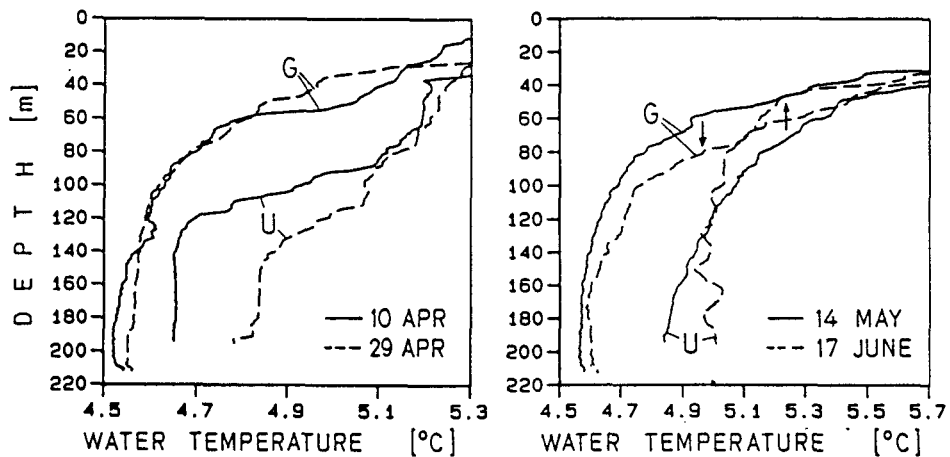 DEPTH [m]
0
20
40
60
80
100
120
140
160
180
200
220
G
U
10 APR
29 APR
4.5 4.7 4.9 5.1 5.3
WATER TEMPERATURE [°C]
0
20
40
60
80
100
120
140
160
180
200
220
G
U
14 MAY
17 JUNE
4.5 4.7 4.9 5.1 5.3 5.5 5.7
WATER TEMPERATURE [°C]